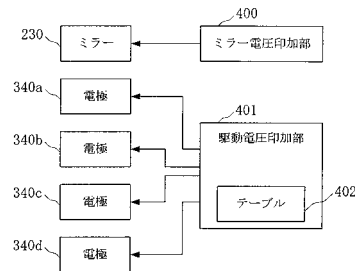 400
230
ミラー
ミラー電圧印加部
340a
電極
401
340b
電極
駆動電圧印加部
340c
電極
テーブル
402
340d
電極